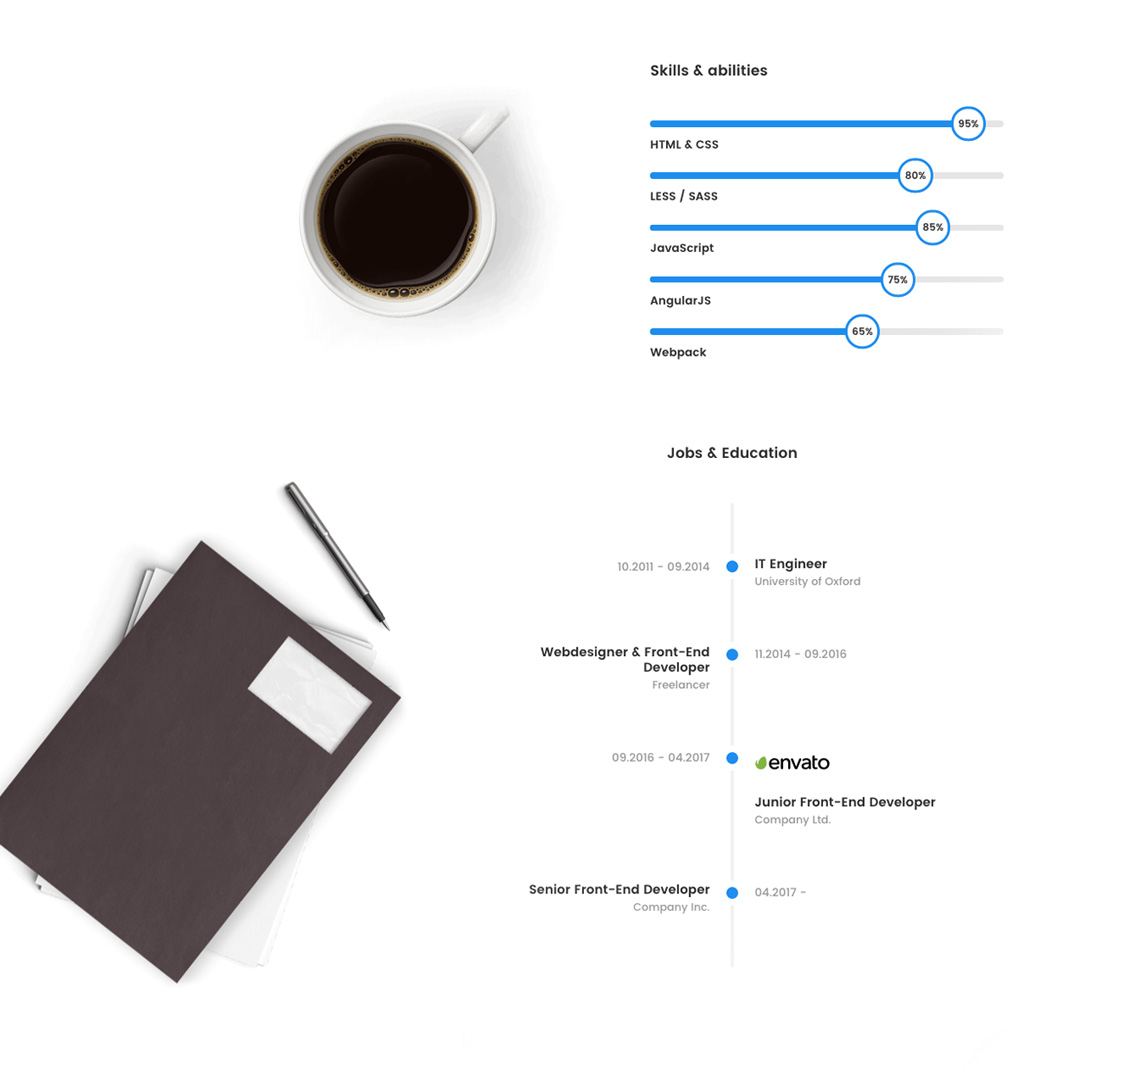 Skills & abilities
95%
HTML & CSS
80%
LESS / SASS
85%
JavaScript
75%
AngularJS
65%
Webpack
Jobs & Education
10.2011 - 09.2014
IT Engineer
University of Oxford
Webdesigner & Front-End
Developer
Freelancer
11.2014 - 09.2016
09.2016 - 04.2017
envato
Junior Front-End Developer
Company Ltd.
Senior Front-End Developer
Company Inc.
04.2017 -